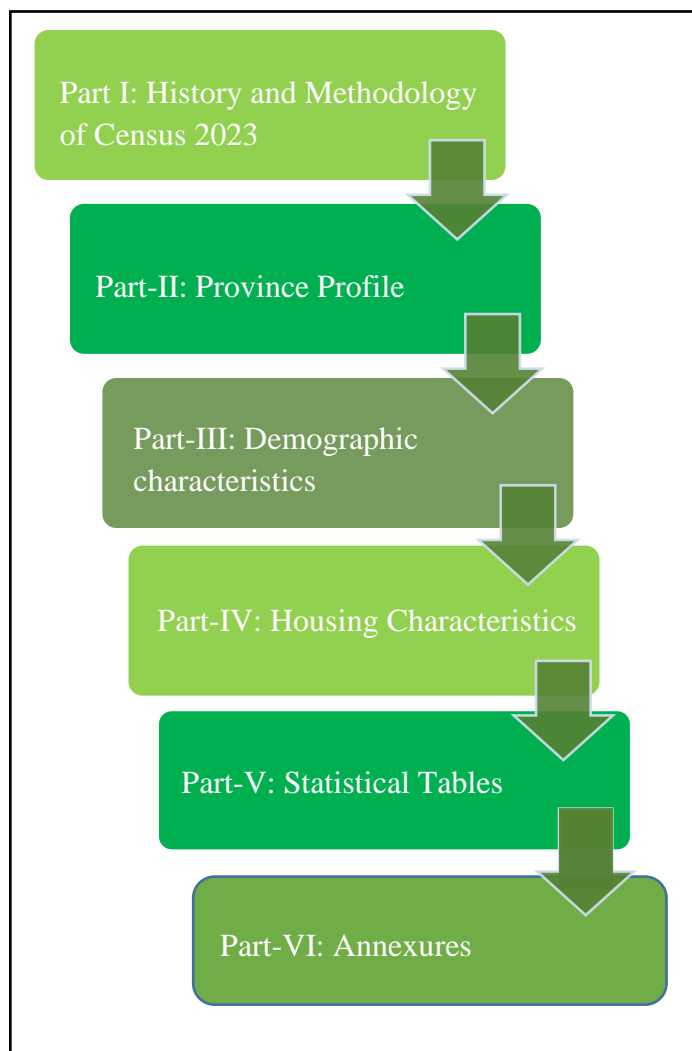 Part I: History and Methodology
of Census 2023
Part-II: Province Profile
Part-III: Demographic
characteristics
Part-IV: Housing Characteristics
Part-V: Statistical Tables
Part-VI: Annexures